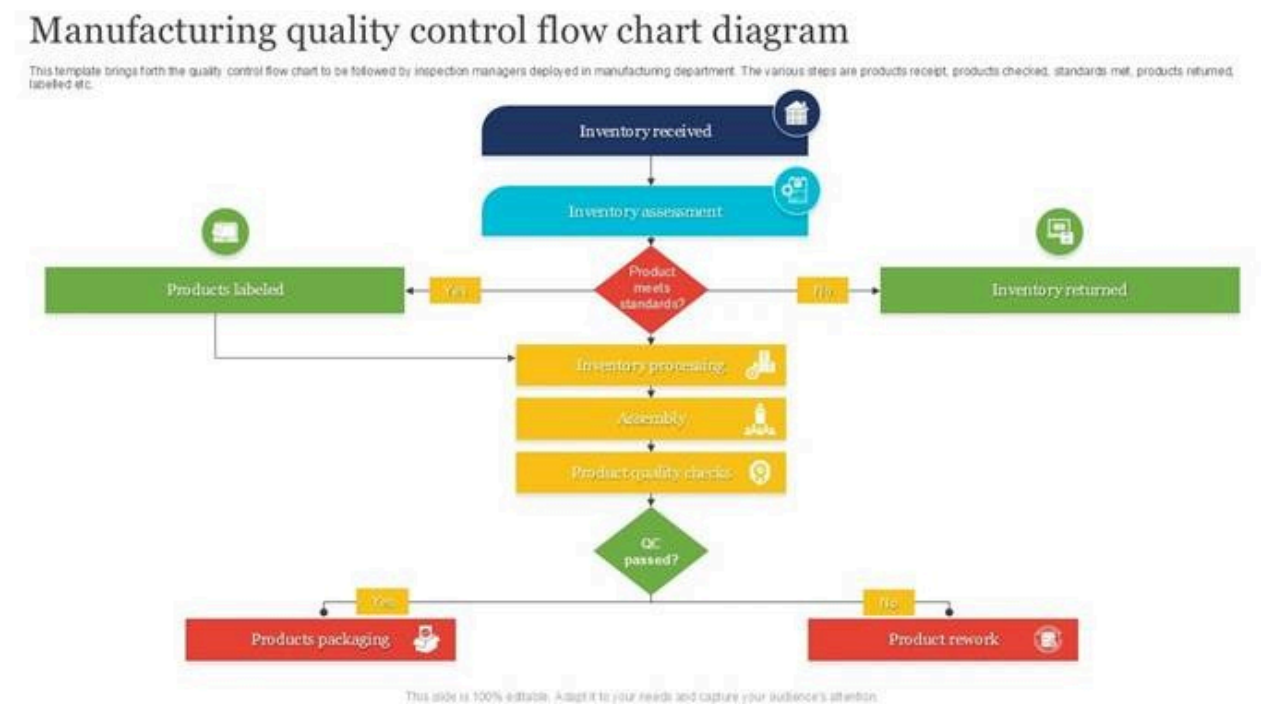 Manufacturing quality control flow chart diagram
This template brings forth the quality control flow chart to be followed by inspection managers deployed in manufacturing department. The various steps are products receipt, products checked, standards met, products returned,
labelled etc.
Inventory received
Inventory assessment
Product
meets
standards?
Products labeled
Yes
No
Inventory returned
Inventory processing
Assembly
Product quality checks
QC
passed?
Yes
No
Products packaging
Product rework
This slide is 100% editable. Adapt it to your needs and capture your audience's attention.